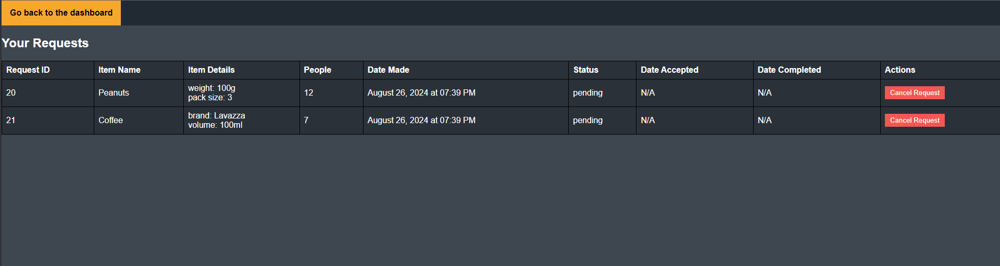 Go back to the dashboard
Your Requests
Request ID Item Name Item Details People Date Made Status Date Accepted Date Completed Actions
20 Peanuts weight: 100g 12 August 26, 2024 at 07:39 PM pending N/A N/A Cancel Request
pack size: 3
21 Coffee brand: Lavazza 7 August 26, 2024 at 07:39 PM pending N/A N/A Cancel Request
volume: 100ml